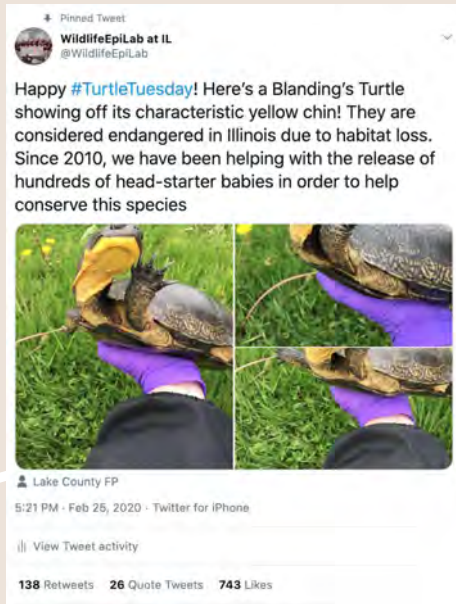 Pinned Tweet
WildlifeEpiLab at IL
@WildlifeEpiLab
Happy #TurtleTuesday! Here's a Blanding's Turtle
showing off its characteristic yellow chin! They are
considered endangered in Illinois due to habitat loss.
Since 2010, we have been helping with the release of
hundreds of head-starter babies in order to help
conserve this species
Lake County FP
5:21 PM · Feb 25, 2020 · Twitter for iPhone
View Tweet activity
138 Retweets 26 Quote Tweets 743 Likes